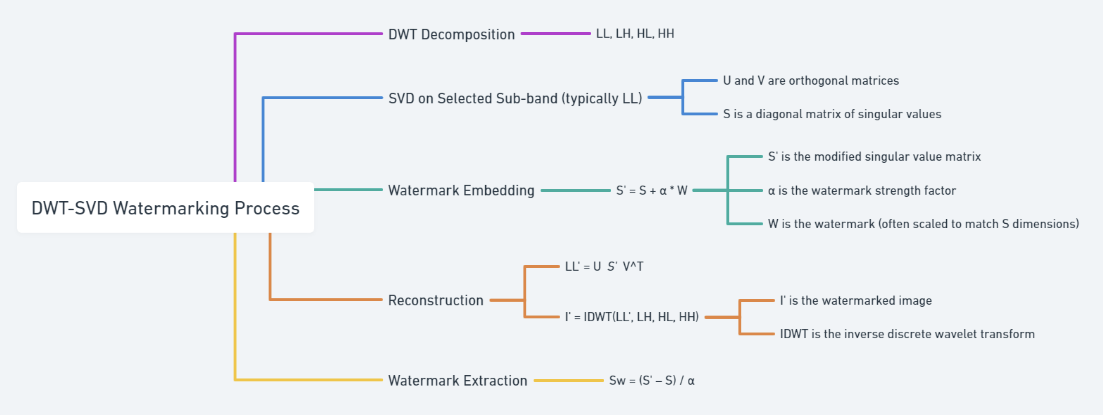 DWT-SVD Watermarking Process
DWT Decomposition
LL, LH, HL, HH
SVD on Selected Sub-band (typically LL)
U and V are orthogonal matrices
S is a diagonal matrix of singular values
Watermark Embedding
S' = S + α * W
S' is the modified singular value matrix
α is the watermark strength factor
W is the watermark (often scaled to match S dimensions)
Reconstruction
LL' = U S' V^T
I' = IDWT(LL', LH, HL, HH)
I' is the watermarked image
IDWT is the inverse discrete wavelet transform
Watermark Extraction
Sw = (S' – S) / α